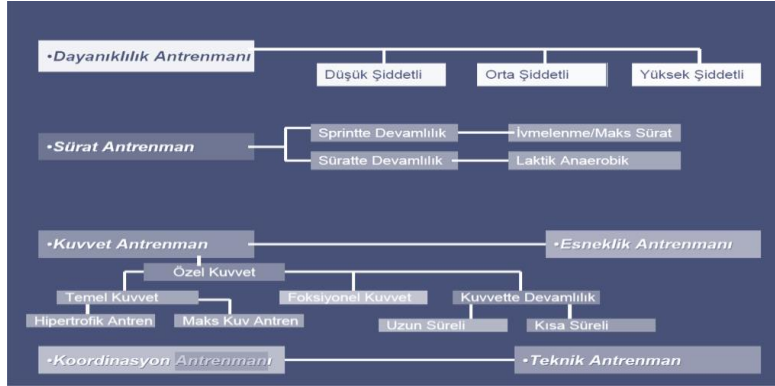 •Dayanıklılık Antrenmanı
Düşük Şiddetli
Orta Şiddetli
Yüksek Şiddetli
•Sürat Antrenman
Sprintte Devamlılık
İvmelenme/Maks Sürat
Süratte Devamlılık
Laktik Anaerobik
•Kuvvet Antrenman
•Esneklik Antrenmanı
Özel Kuvvet
Temel Kuvvet
Foksiyonel Kuvvet
Kuvvette Devamlılık
Hipertrofik Antren
Maks Kuv Antren
Uzun Süreli
Kısa Süreli
•Koordinasyon Antrenmanı
•Teknik Antrenman